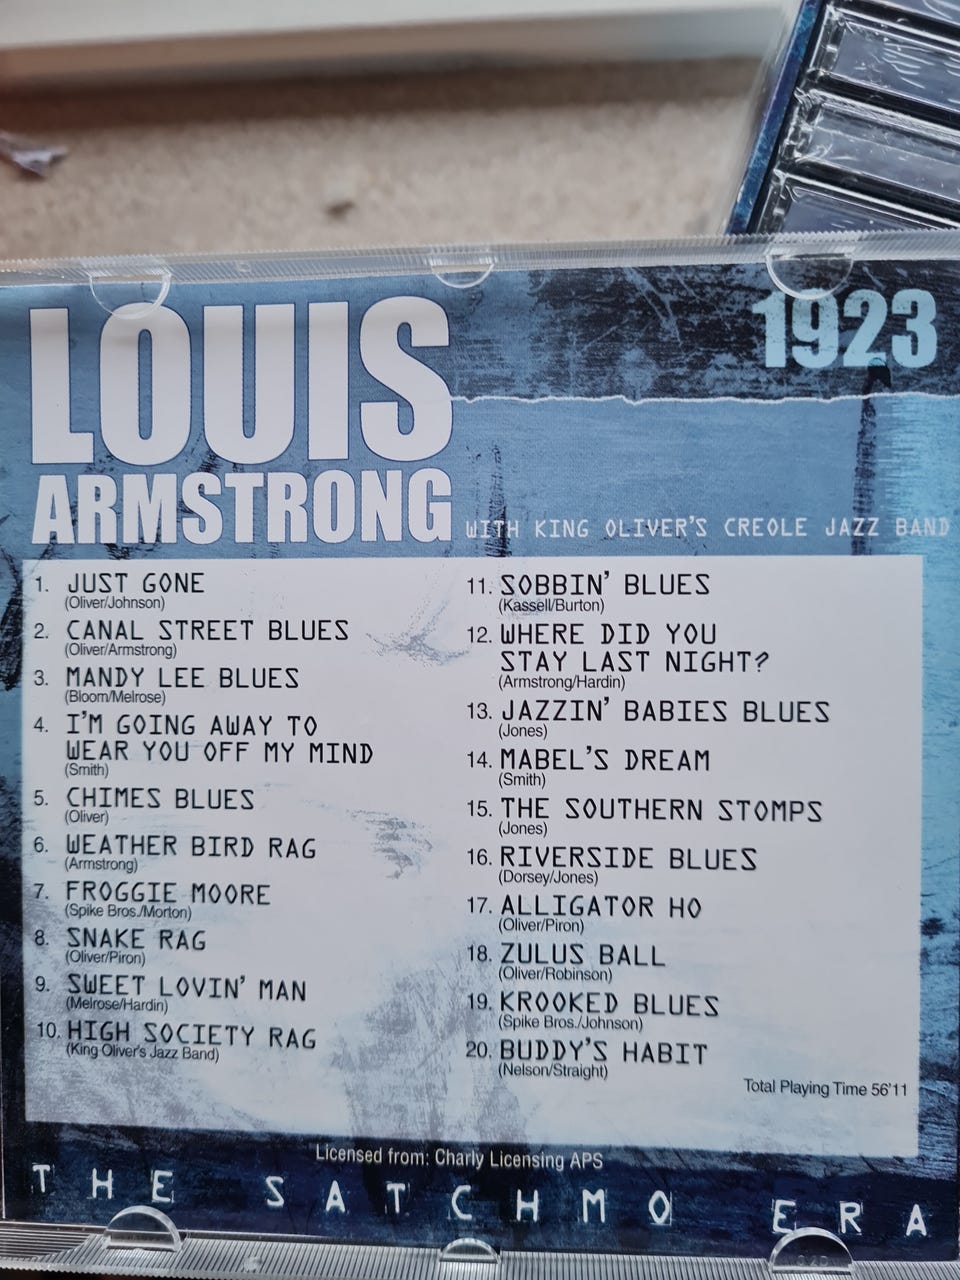 LOUIS
ARMSTRONG
1923
WITH KING OLIVER'S CREOLE JAZZ BAND
1. JUST GONE
(Oliver/Johnson)
2. CANAL STREET BLUES
(Oliver/Armstrong)
3. MANDY LEE BLUES
(Bloom/Melrose)
4. I'M GOING AWAY TO
WEAR YOU OFF MY MIND
(Smith)
5. CHIMES BLUES
(Oliver)
6. WEATHER BIRD RAG
(Armstrong)
7. FROGGIE MOORE
(Spike Bros./Morton)
8. SNAKE RAG
(Oliver/Piron)
9. SWEET LOVIN' MAN
(Melrose/Hardin)
10. HIGH SOCIETY RAG
(King Oliver's Jazz Band)
11. SOBBIN' BLUES
(Kassell/Burton)
12. WHERE DID YOU
STAY LAST NIGHT?
(Armstrong/Hardin)
13. JAZZIN' BABIES BLUES
(Jones)
14. MABEL'S DREAM
(Smith)
15. THE SOUTHERN STOMPS
(Jones)
16. RIVERSIDE BLUES
(Dorsey/Jones)
17. ALLIGATOR HO
(Oliver/Piron)
18. ZULUS BALL
(Oliver/Robinson)
19. KROOKED BLUES
(Spike Bros./Johnson)
20. BUDDY'S HABIT
(Nelson/Straight)
Total Playing Time 56'11
Licensed from: Charly Licensing APS
THE SATCHMO ERA